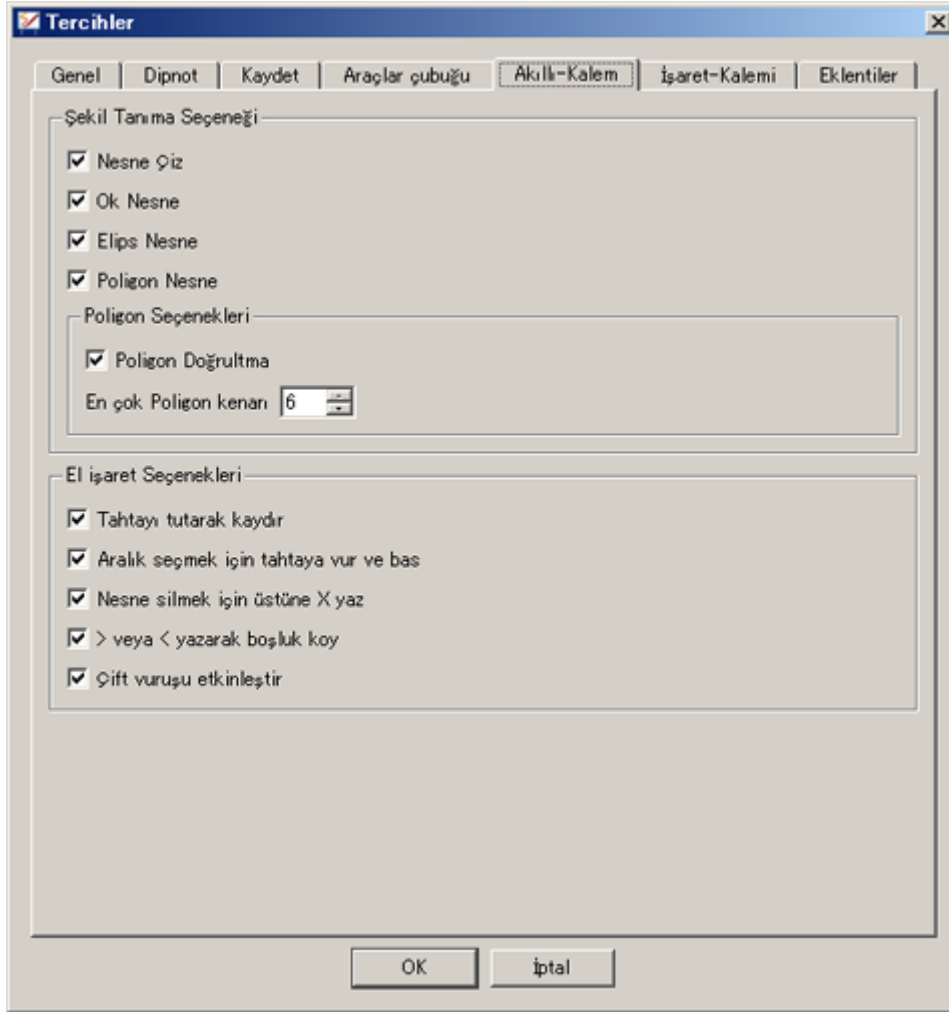 Tercihler
Genel Dipnot Kaydet Araçlar çubuğu Akıllı-Kalem İşaret-Kalemi Eklentiler
Şekil Tanıma Seçeneği
Nesne Çiz
Ok Nesne
Elips Nesne
Poligon Nesne
Poligon Seçenekleri
Poligon Doğrultma
En çok Poligon kenarı 6
El işaret Seçenekleri
Tahtayı tutarak kaydır
Aralık seçmek için tahtaya vur ve bas
Nesne silmek için üstüne X yaz
> veya < yazarak boşluk koy
Çift vuruşu etkinleştir
OK İptal